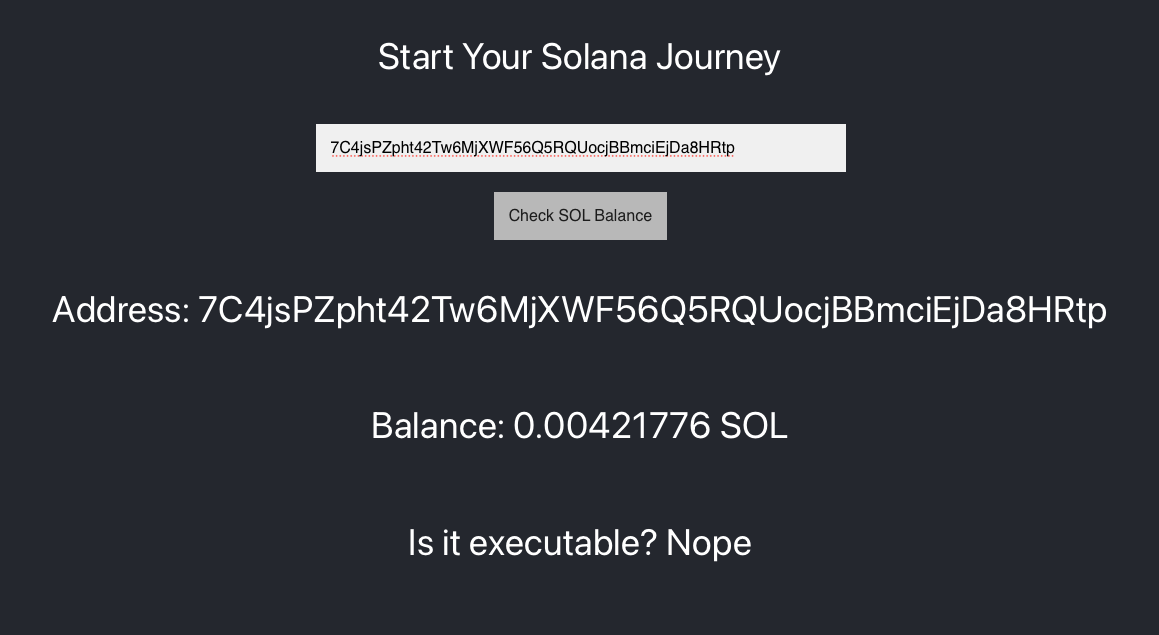 Start Your Solana Journey
7C4jsPZpht42Tw6MjXWF56Q5RQUocjBBmciEjDa8HRtp
Check SOL Balance
Address: 7C4jsPZpht42Tw6MjXWF56Q5RQUocjBBmciEjDa8HRtp
Balance: 0.00421776 SOL
Is it executable? Nope